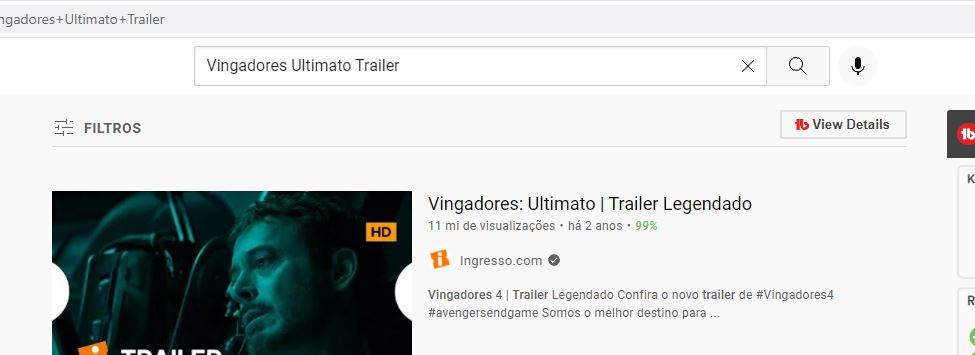 ngadores+Ultimato+Trailer
Vingadores Ultimato Trailer
FILTROS
tb View Details
tb
K
HD
Vingadores: Ultimato | Trailer Legendado
11 mi de visualizações • há 2 anos • 99%
Ingresso.com
Vingadores 4 | Trailer Legendado Confira o novo trailer de #Vingadores4
#avengersendgame Somos o melhor destino para ...
R
TRAILER